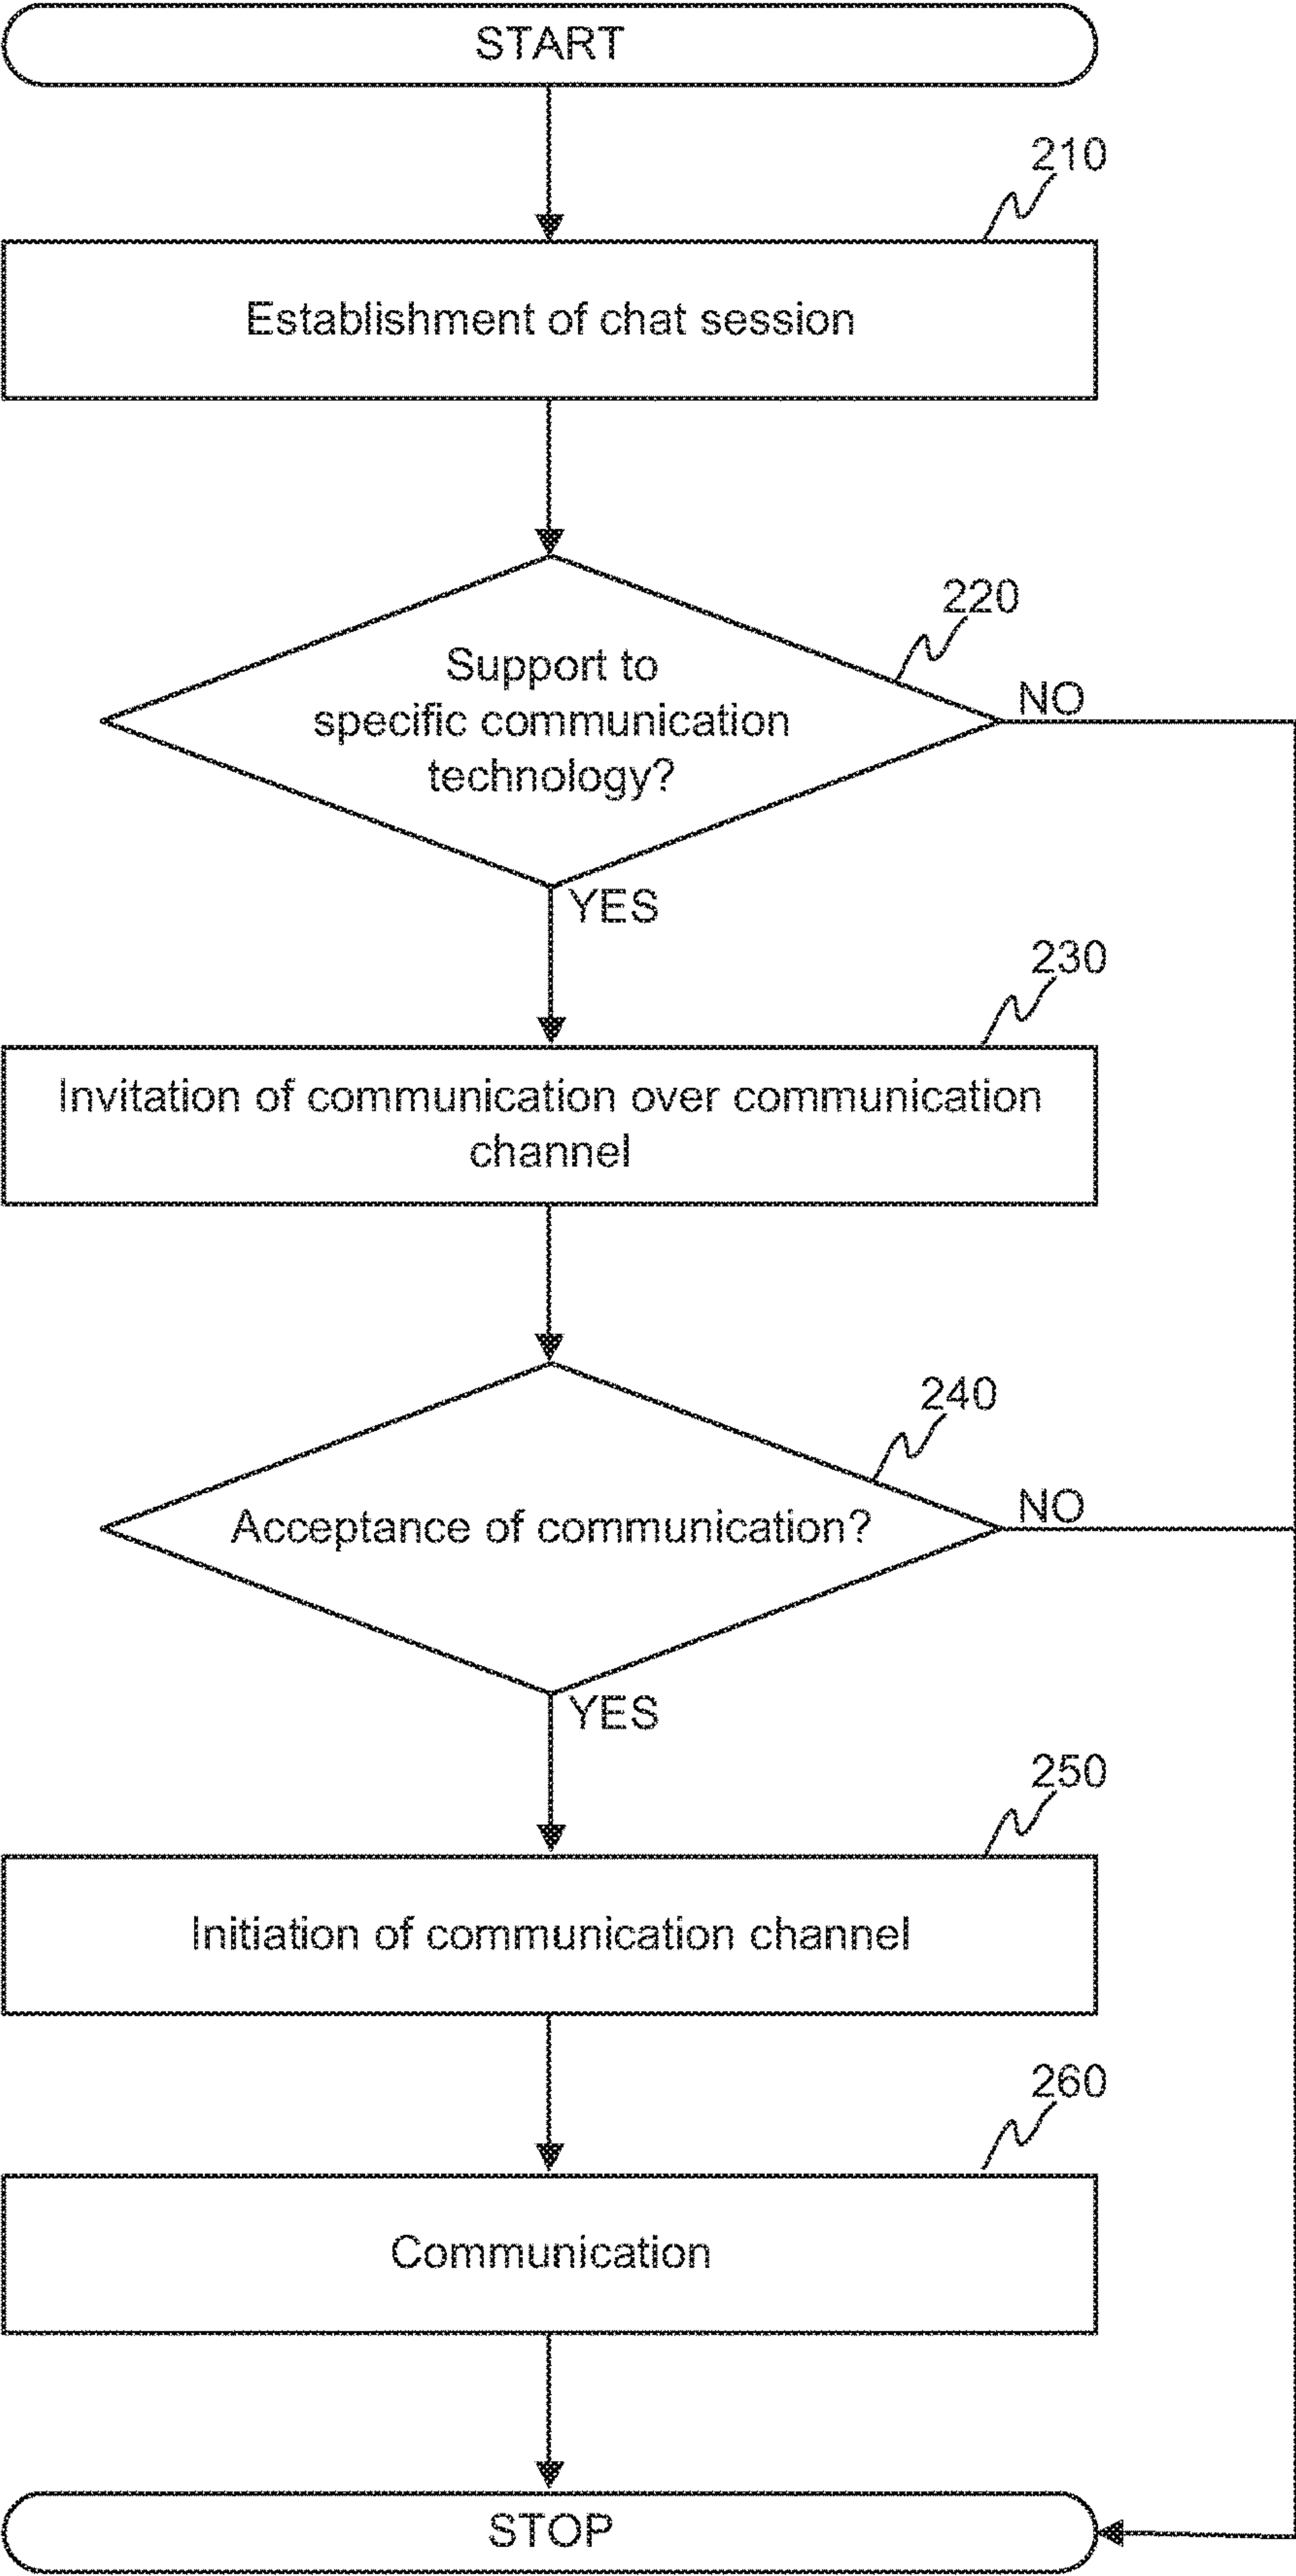 START
210
Establishment of chat session
220
Support to
specific communication
technology?
NO
YES
230
Invitation of communication over communication
channel
240
Acceptance of communication?
NO
YES
250
Initiation of communication channel
260
Communication
STOP